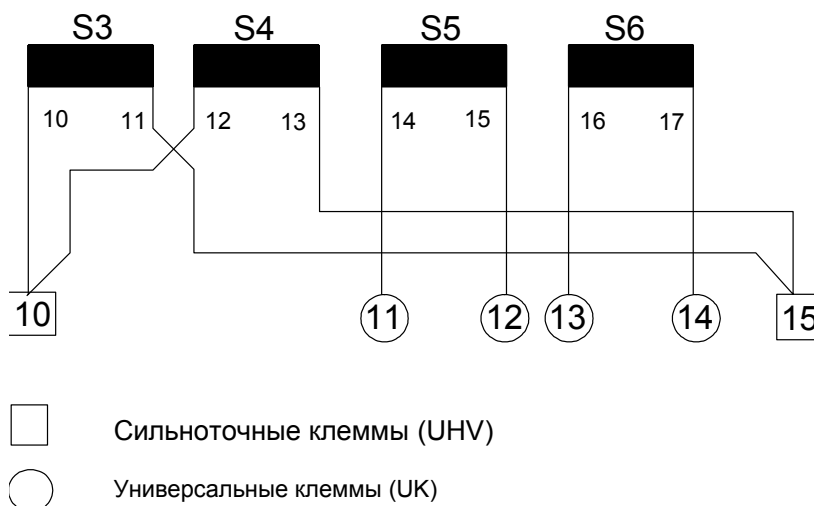 S3 S4 S5 S6
10 11 12 13 14 15 16 17
10 11 12 13 14 15
Сильноточные клеммы (UHV)
Универсальные клеммы (UK)